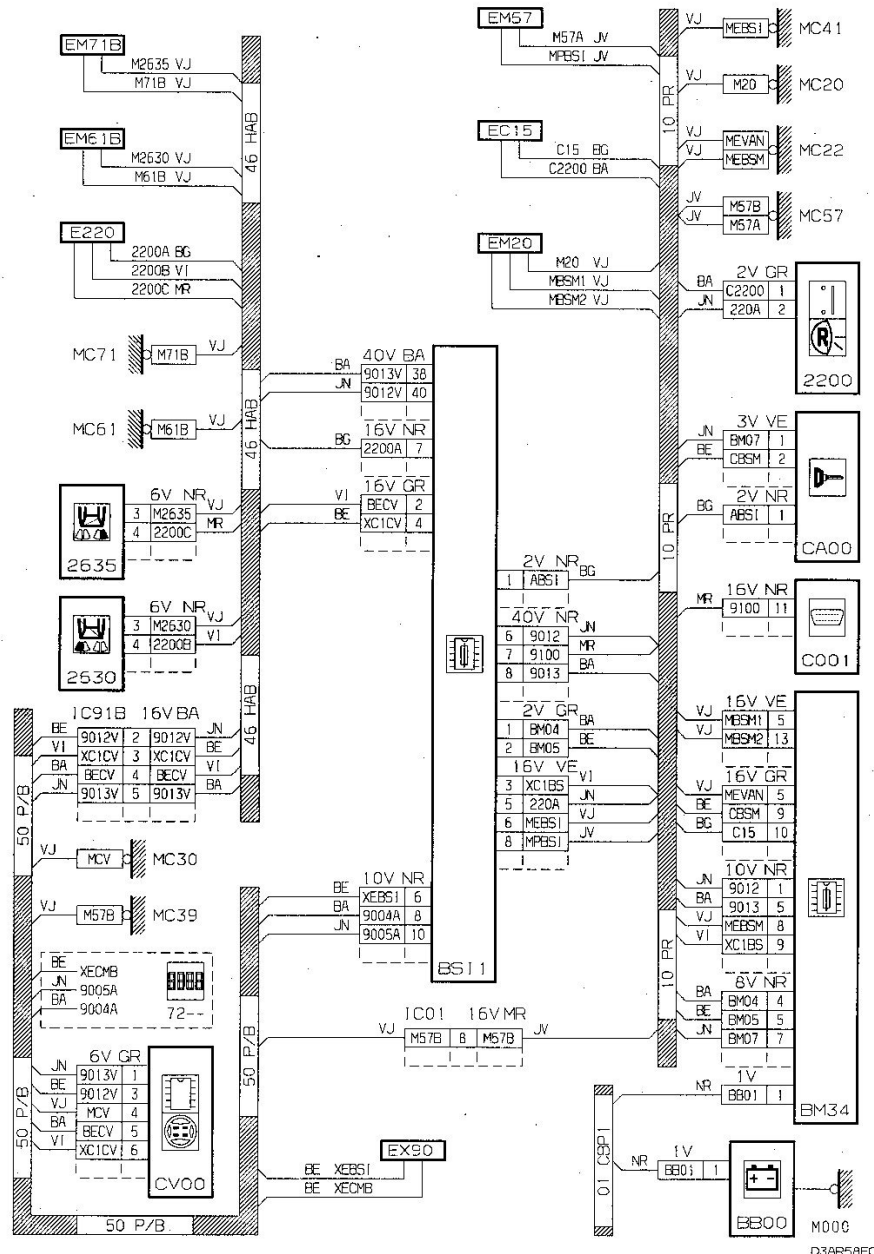 EM71B
M2635 VJ
M71B VJ
EM61B
M2630 VJ
M61B VJ
46 HAB
E220
2200A BG
2200B VI
2200C MR
MC71 M71B VJ
MC61 M61B VJ
46 HAB
6V NR
3 M2635 VJ
4 2200C MR
2635
6V NR
3 M2630 VJ
4 2200B VI
2630
46 HAB
IC91B 16V BA
BE 9012V 2 9012V JN
VI XC1CV 3 XC1CV BE
BA BECV 4 BECV VI
JN 9013V 5 9013V BA
50 P/B
VJ MCV MC30
VJ M57B MC39
BE XECMB
JN 9005A
BA 9004A
72--
6V GR
JN 9013V 1
BE 9012V 3
VJ MCV 4
BA BECV 5
VI XC1CV 6
CV00
50 P/B
50 P/B
50 P/B
40V BA
BA 9013V 38
JN 9012V 40
16V NR
BG 2200A 7
16V GR
VI BECV 2
BE XC1CV 4
2V NR
1 ABSI BG
40V NR
6 9012 JN
7 9100 MR
8 9013 BA
2V GR
1 BM04 BA
2 BM05 BE
16V VE
3 XC1BS VI
5 220A JN
6 MEBSI VJ
8 MPBSI JV
10V NR
BE XEBSI 6
BA 9004A 8
JN 9005A 10
BSI1
IC01 16V MR
VJ M57B 8 M57B JV
EX90
BE XEBSI
BE XECMB
EM57
M57A JV
MPBSI JV
EC15
C15 BG
C2200 BA
EM20
M20 VJ
MBSM1 VJ
MBSM2 VJ
10 PR
VJ MEBSI MC41
VJ M20 MC20
VJ MEVAN
VJ MEBSM
MC22
JV M57B
JV M57A
MC57
2V GR
BA C2200 1
JN 220A 2
R
2200
3V VE
JN BM07 1
BE CBSM 2
2V NR
BG ABSI 1
CA00
10 PR
16V NR
MR 9100 11
C001
16V VE
VJ MBSM1 5
VJ MBSM2 13
16V GR
VJ MEVAN 5
BE CBSM 9
BG C15 10
10V NR
JN 9012 1
BA 9013 5
VJ MEBSM 8
VI XC1BS 9
10 PR
8V NR
BA BM04 4
BE BM05 5
JN BM07 7
1V
NR BB01 1
BM34
01 CBP1
1V
NR BB01 1
BB00
M000